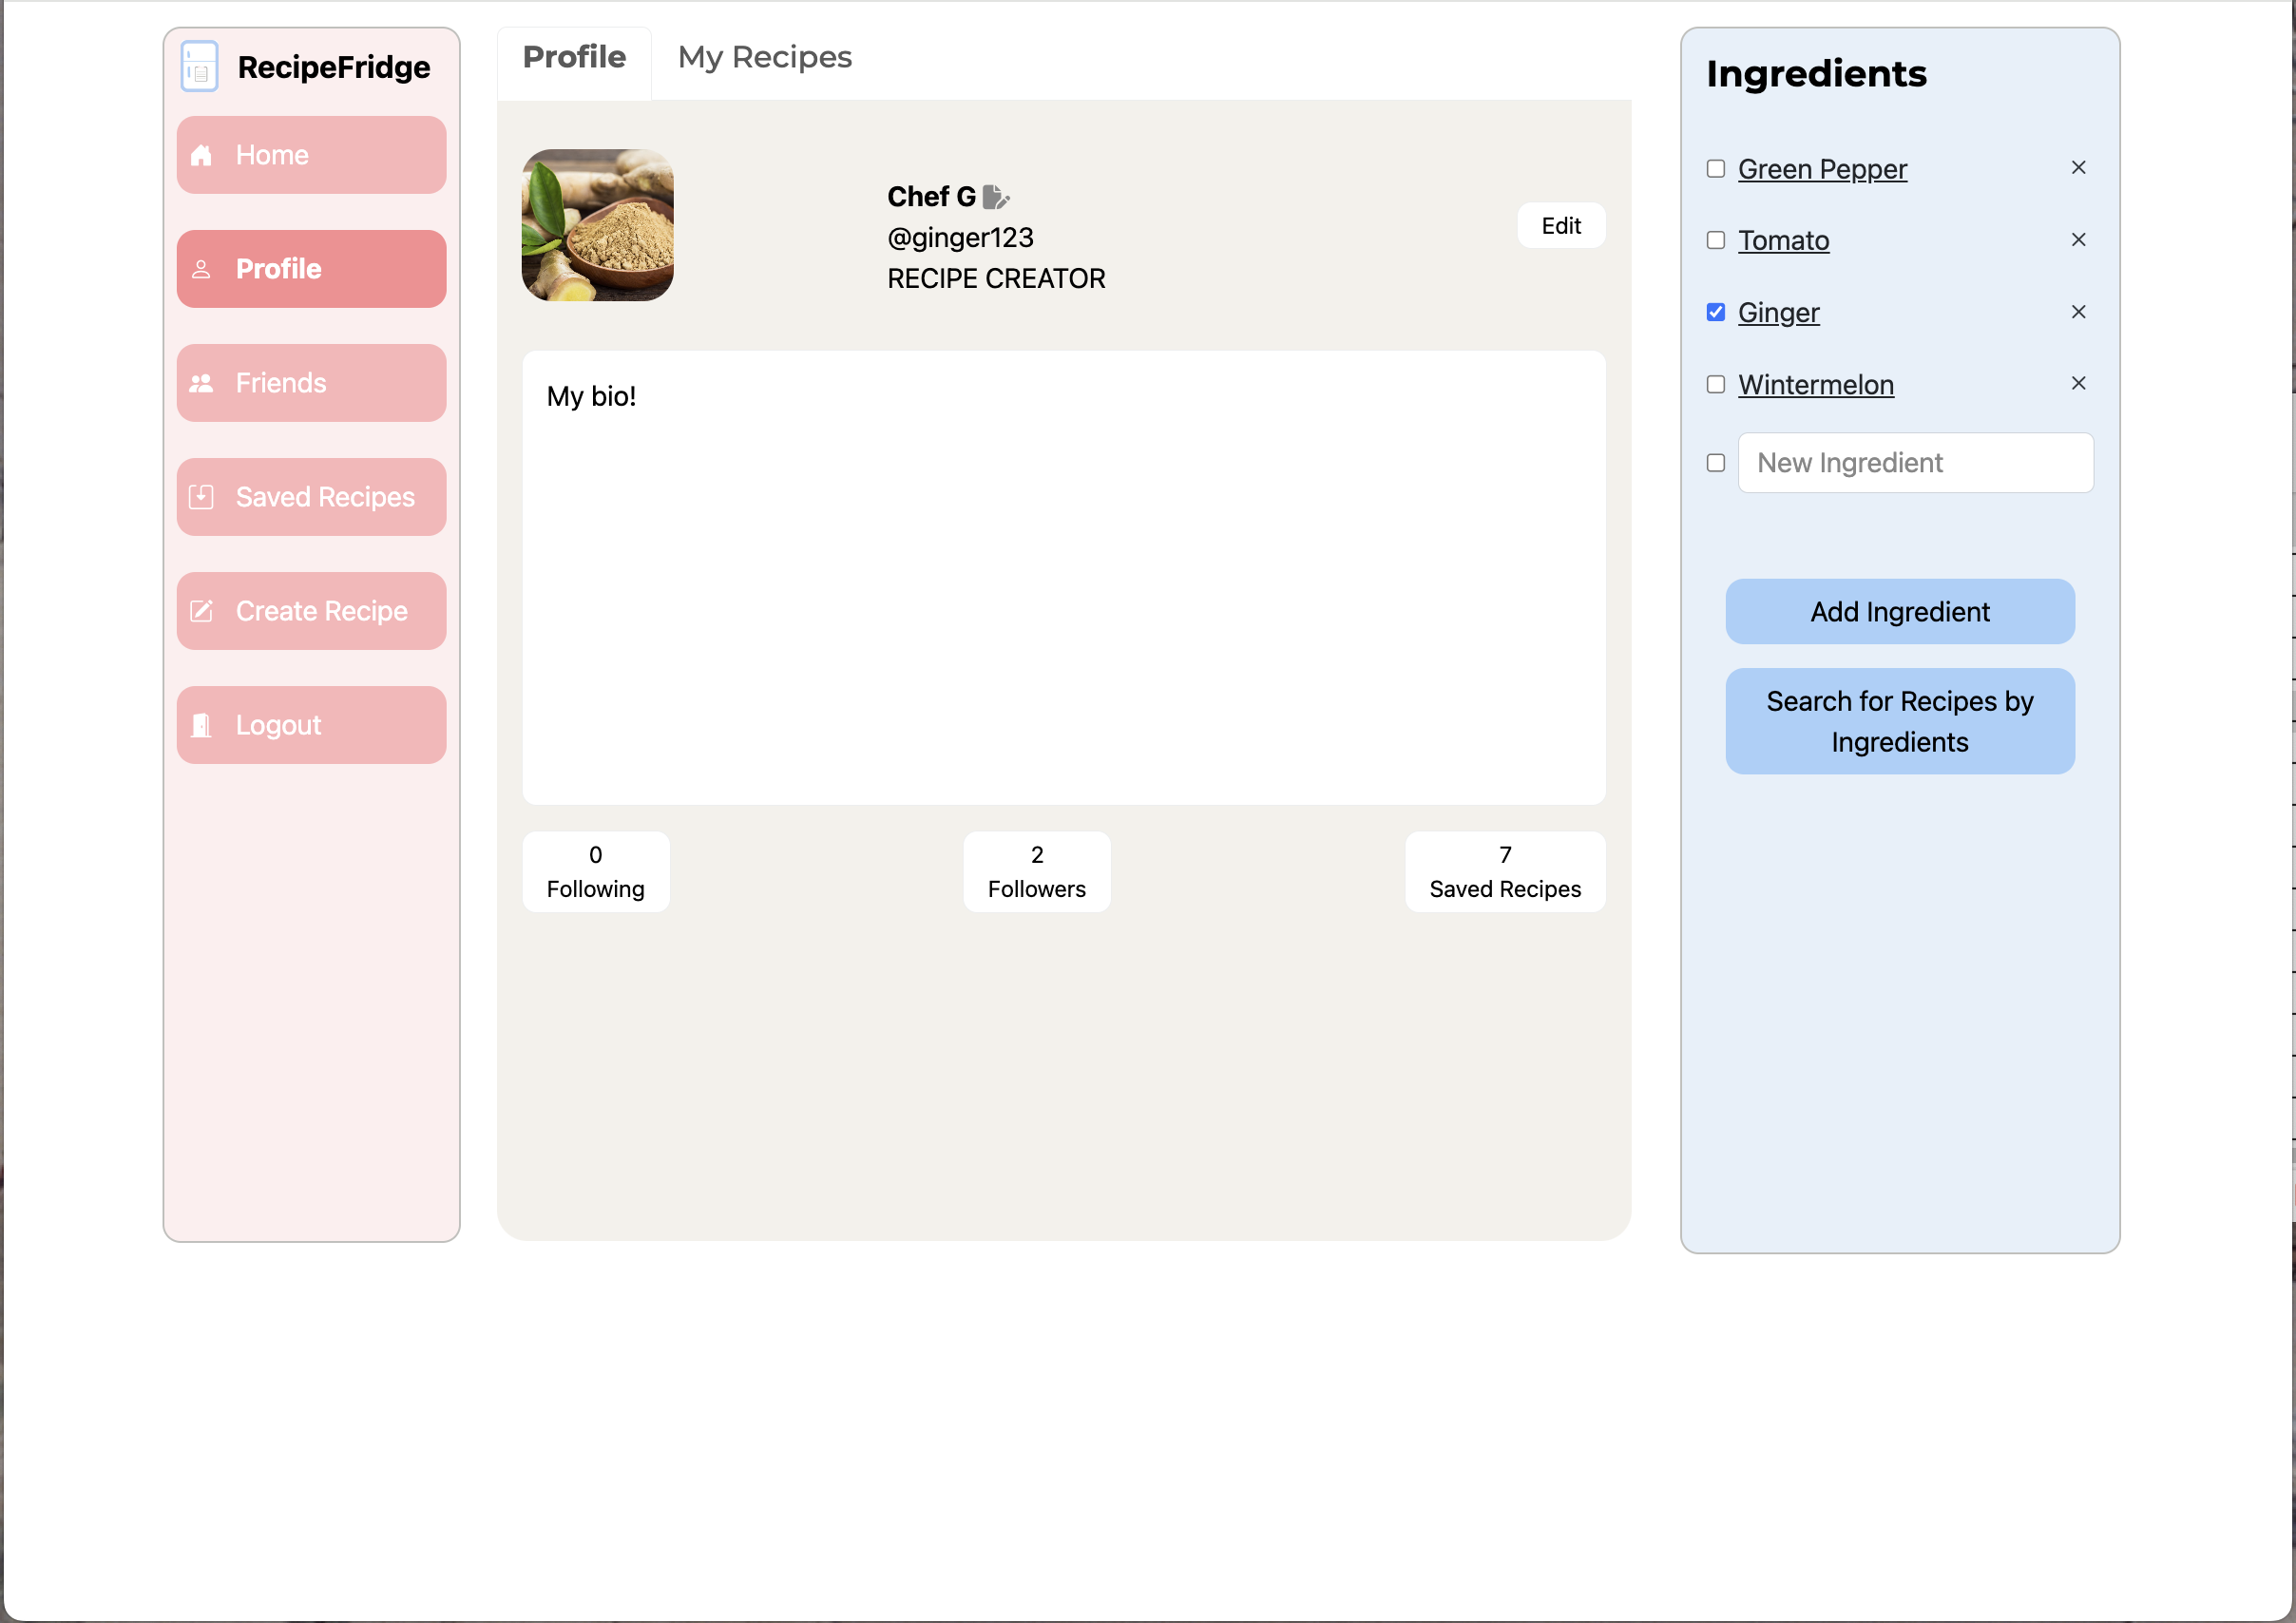 RecipeFridge
Home
Profile
Friends
Saved Recipes
Create Recipe
Logout
Profile
My Recipes
Chef G
@ginger123
RECIPE CREATOR
Edit
My bio!
0
Following
2
Followers
7
Saved Recipes
Ingredients
Green Pepper
Tomato
Ginger
Wintermelon
New Ingredient
Add Ingredient
Search for Recipes by
Ingredients